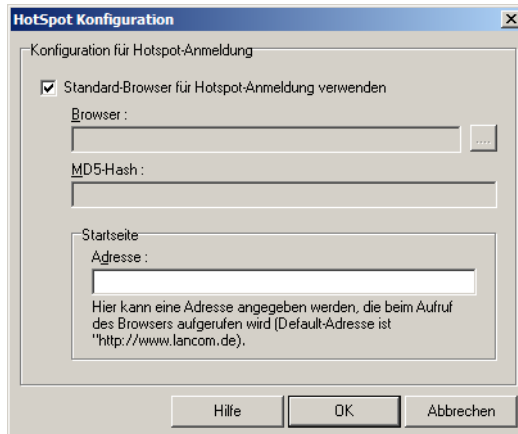 HotSpot Konfiguration
Konfiguration für Hotspot-Anmeldung
Standard-Browser für Hotspot-Anmeldung verwenden
Browser :
....
MD5-Hash :
Startseite
Adresse :
Hier kann eine Adresse angegeben werden, die beim Aufruf
des Browsers aufgerufen wird (Default-Adresse ist
"http://www.lancom.de).
Hilfe OK Abbrechen